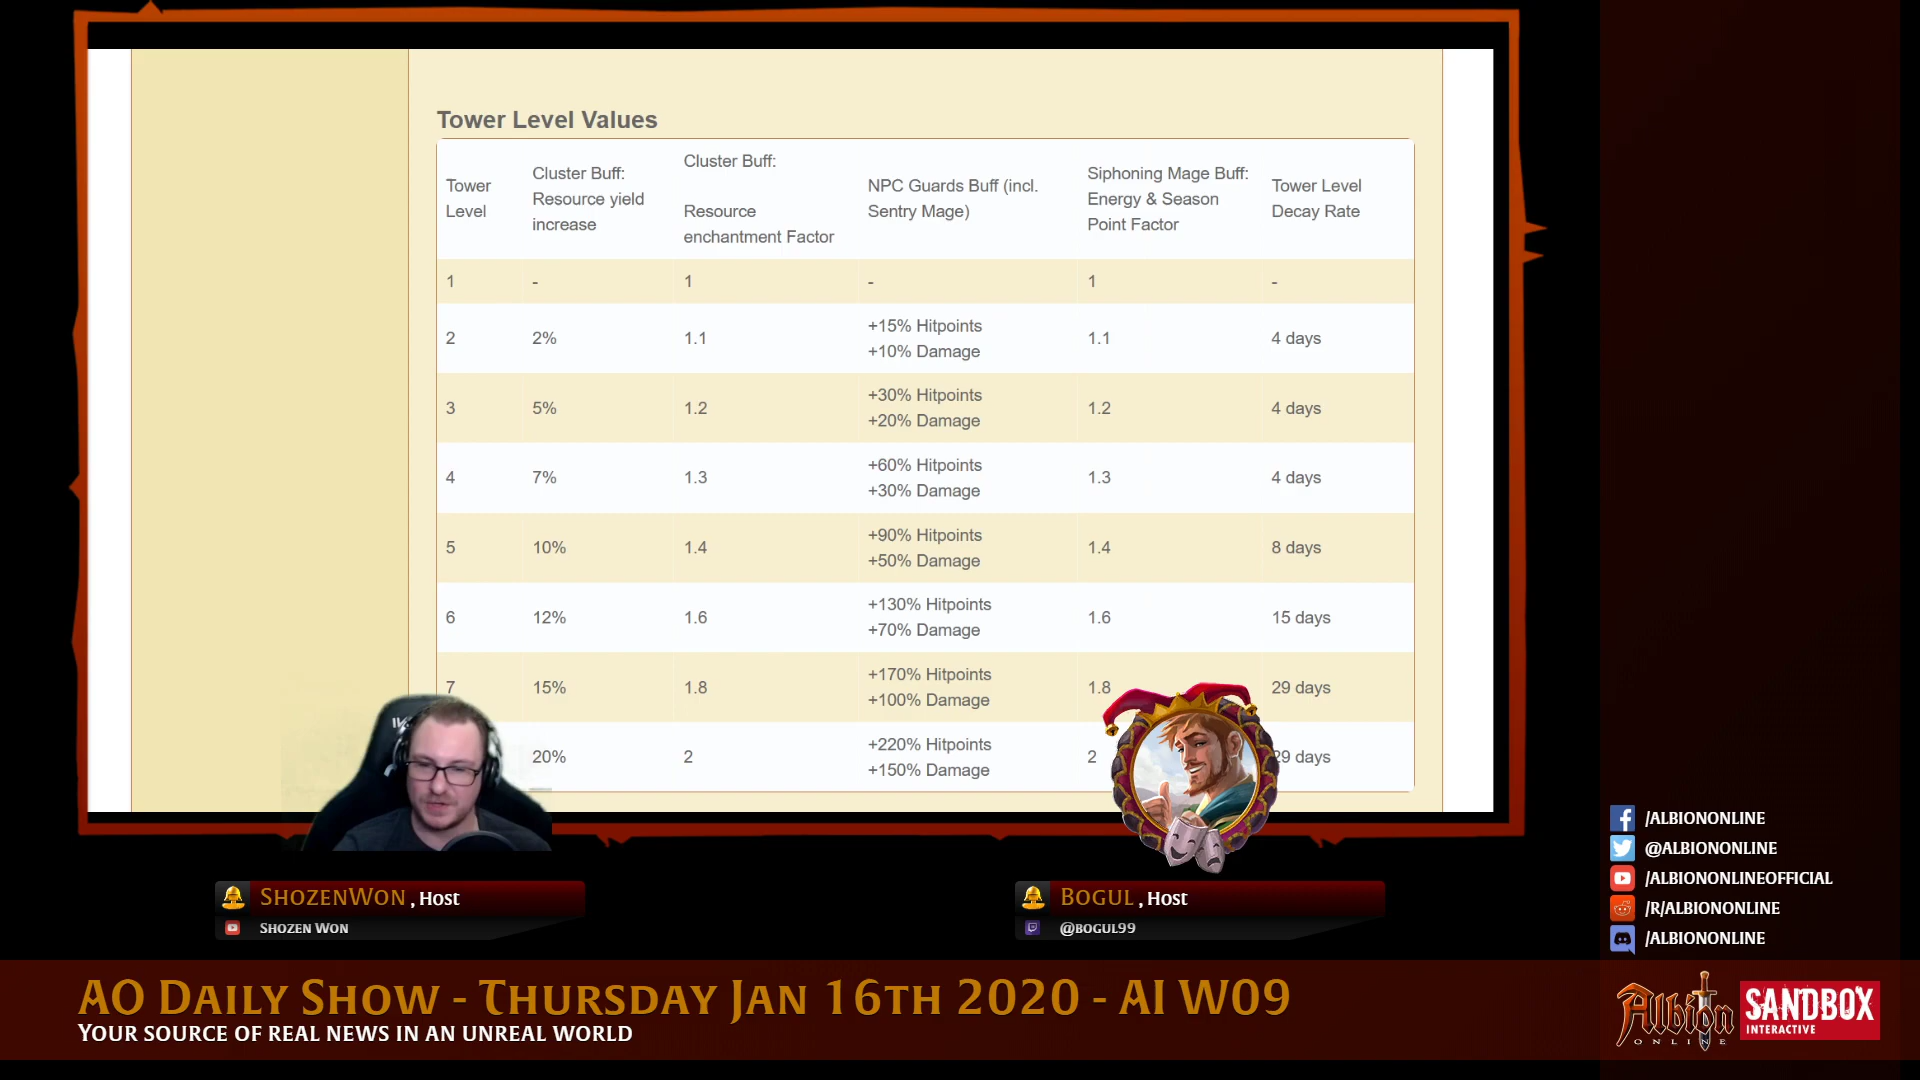 Tower Level Values
Tower Level
Cluster Buff: Resource yield increase
Cluster Buff: Resource enchantment Factor
NPC Guards Buff (incl. Sentry Mage)
Siphoning Mage Buff: Energy & Season Point Factor
Tower Level Decay Rate
1 - 1 - 1 -
2 2% 1.1 +15% Hitpoints +10% Damage 1.1 4 days
3 5% 1.2 +30% Hitpoints +20% Damage 1.2 4 days
4 7% 1.3 +60% Hitpoints +30% Damage 1.3 4 days
5 10% 1.4 +90% Hitpoints +50% Damage 1.4 8 days
6 12% 1.6 +130% Hitpoints +70% Damage 1.6 15 days
7 15% 1.8 +170% Hitpoints +100% Damage 1.8 29 days
20% 2 +220% Hitpoints +150% Damage 2 29 days
ShozenWon, Host
Shozen Won
Bogul, Host
@bogul99
/ALBIONONLINE
@ALBIONONLINE
/ALBIONONLINEOFFICIAL
/R/ALBIONONLINE
/ALBIONONLINE
AO Daily Show - Thursday Jan 16th 2020 - AI W09
Your source of real news in an unreal world
Albion ONLINE
SANDBOX INTERACTIVE